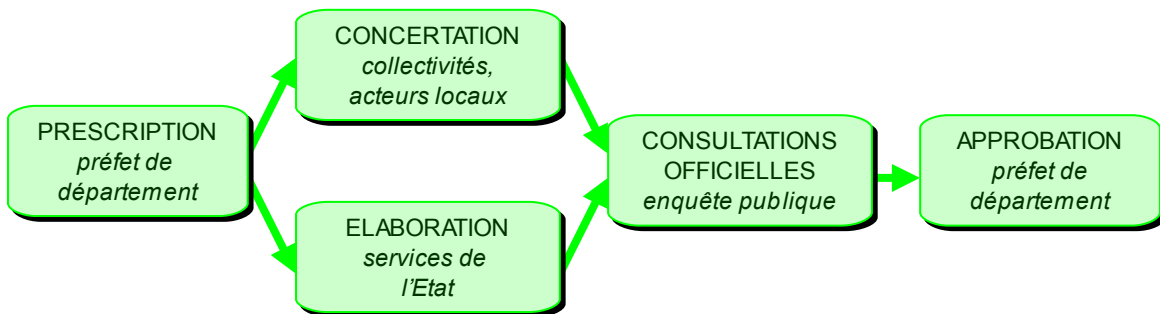 PRESCRIPTION
préfet de
département
CONCERTATION
collectivités,
acteurs locaux
ELABORATION
services de
l’Etat
CONSULTATIONS
OFFICIELLES
enquête publique
APPROBATION
préfet de
département